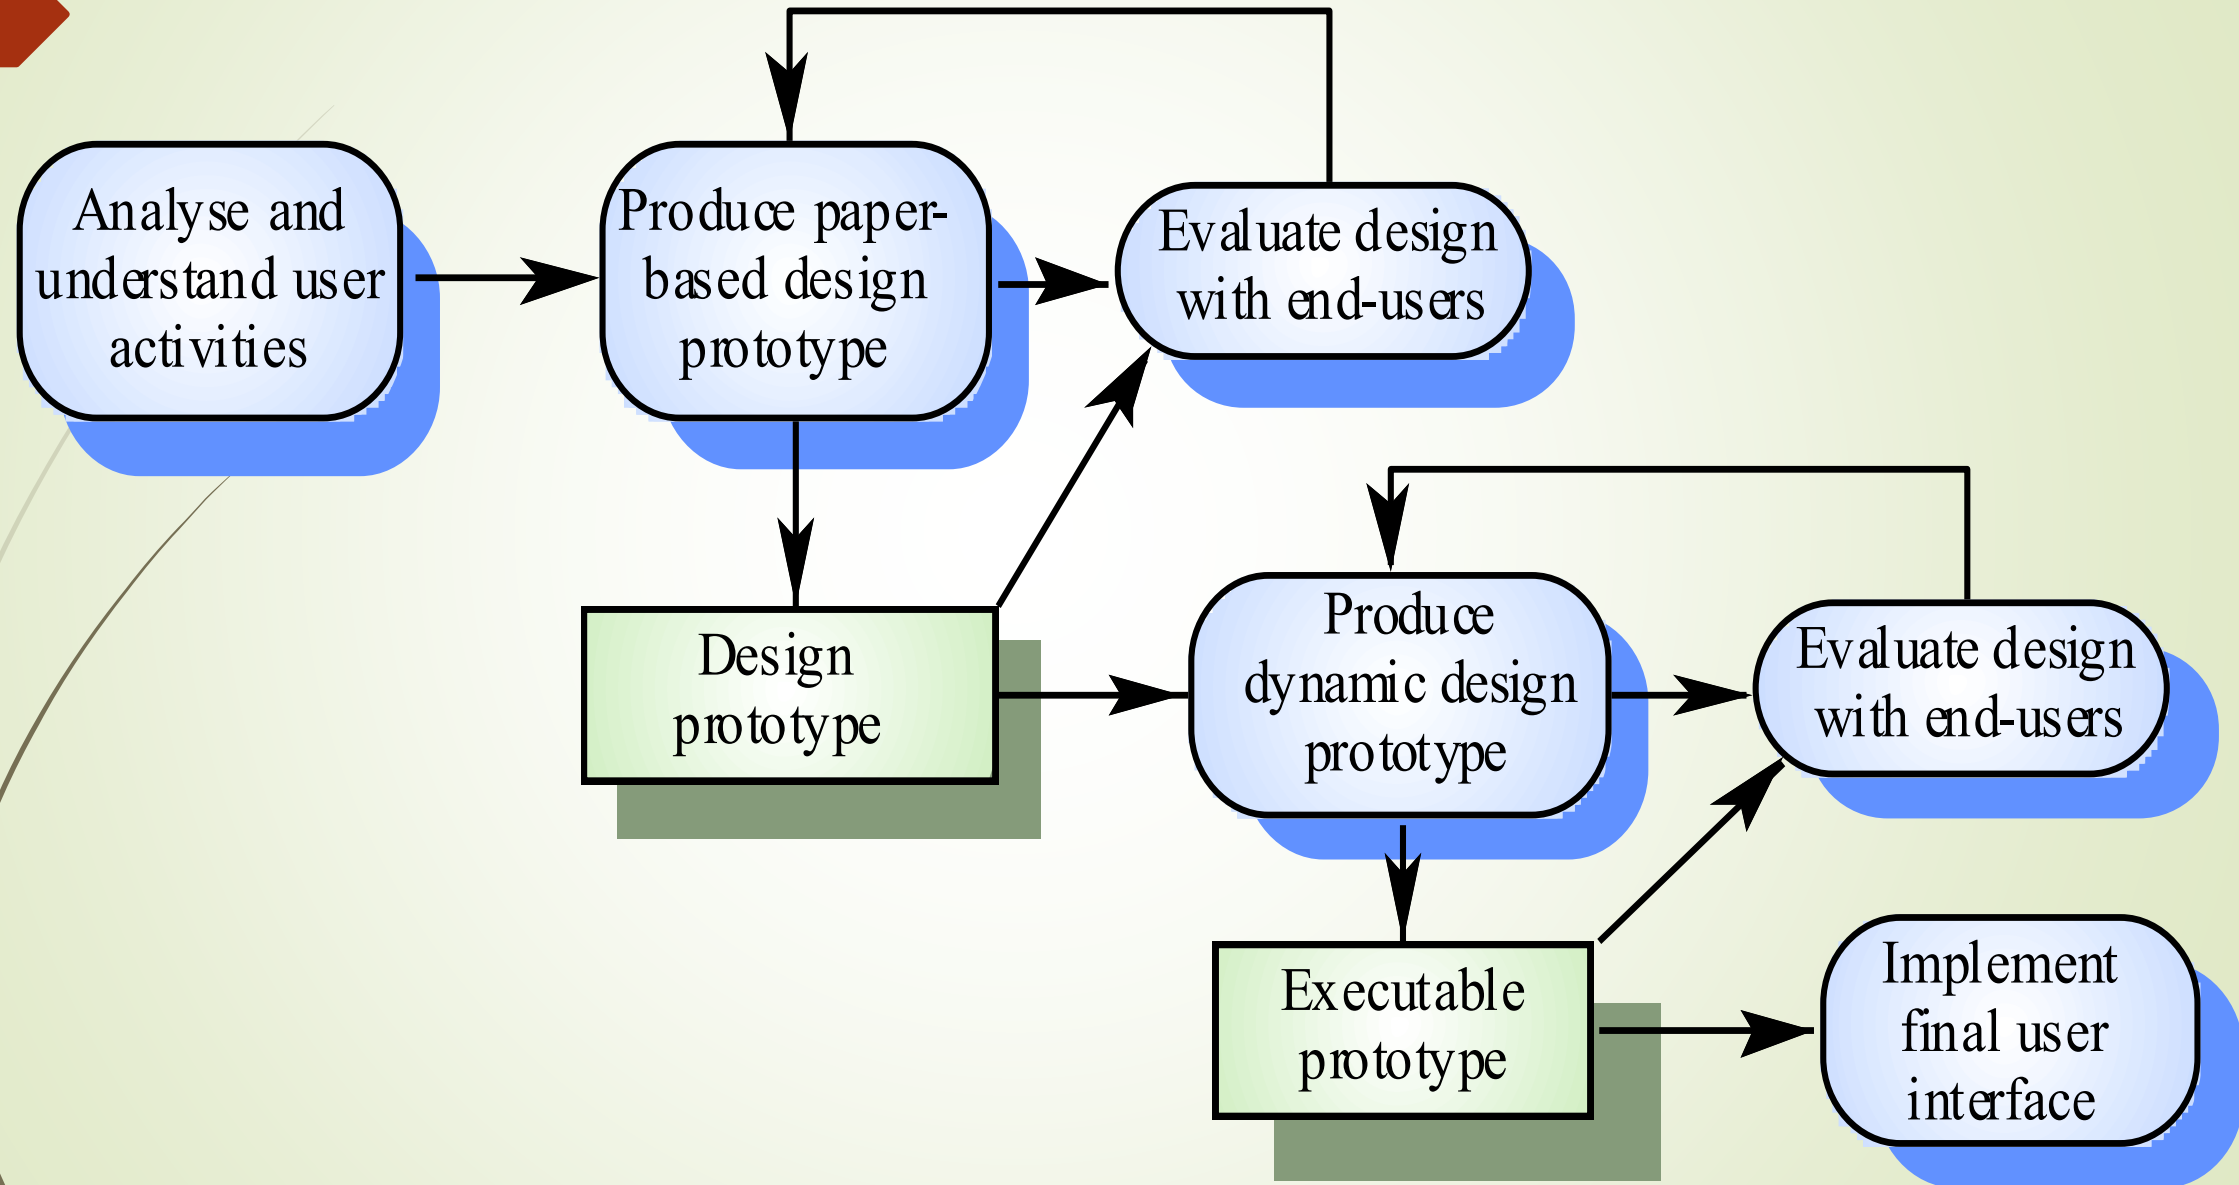 Analyse and
understand user
activities
Produce paper-
based design
prototype
Evaluate design
with end-users
Design
prototype
Produce
dynamic design
prototype
Evaluate design
with end-users
Executable
prototype
Implement
final user
interface